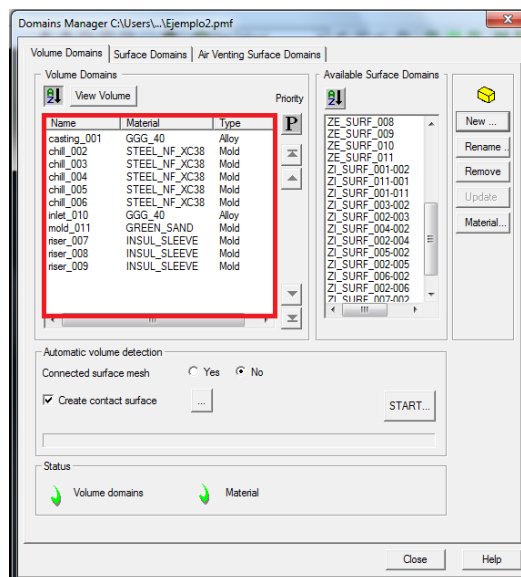 Domains Manager C:\Users\...\Ejemplo2.pmf
Volume Domains
Surface Domains
Air Venting Surface Domains
Volume Domains
View Volume
Priority
P
Name Material Type
casting_001 GGG_40 Alloy
chill_002 STEEL_NF_XC38 Mold
chill_003 STEEL_NF_XC38 Mold
chill_004 STEEL_NF_XC38 Mold
chill_005 STEEL_NF_XC38 Mold
chill_006 STEEL_NF_XC38 Mold
inlet_010 GGG_40 Alloy
mold_011 GREEN_SAND Mold
riser_007 INSUL_SLEEVE Mold
riser_008 INSUL_SLEEVE Mold
riser_009 INSUL_SLEEVE Mold
Available Surface Domains
ZE_SURF_008
ZE_SURF_009
ZE_SURF_010
ZE_SURF_011
ZI_SURF_001-002
ZI_SURF_011-001
ZI_SURF_001-011
ZI_SURF_003-002
ZI_SURF_002-003
ZI_SURF_004-002
ZI_SURF_002-004
ZI_SURF_005-002
ZI_SURF_002-005
ZI_SURF_006-002
ZI_SURF_002-006
ZI_SURF_007-002
New ...
Rename ..
Remove
Update
Material...
Automatic volume detection
Connected surface mesh Yes No
Create contact surface ...
START...
Status
Volume domains Material
Close Help